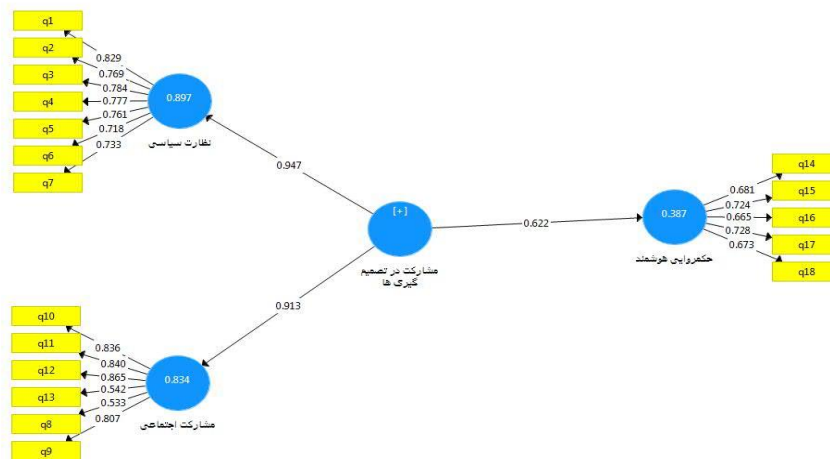 q1
q2
q3
q4
q5
q6
q7
0.829
0.769
0.784
0.777
0.761
0.718
0.733
0.897
نظارت سیاسی
0.947
[+]
مشارکت در تصمیم
گیری ها
0.622
0.387
حکمروایی هوشمند
0.681
0.724
0.665
0.728
0.673
q14
q15
q16
q17
q18
0.913
q10
q11
q12
q13
q8
q9
0.836
0.840
0.865
0.542
0.533
0.807
0.834
مشارکت اجتماعی